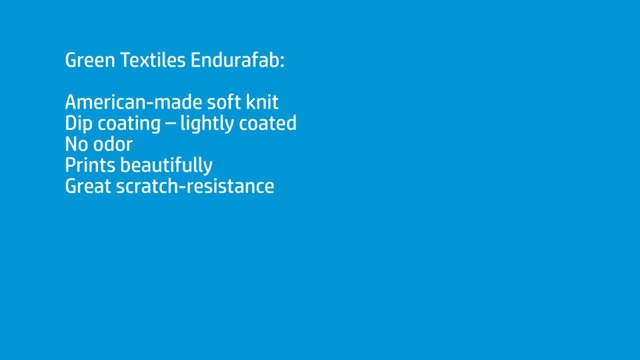 Green Textiles Endurafab:
American-made soft knit
Dip coating – lightly coated
No odor
Prints beautifully
Great scratch-resistance